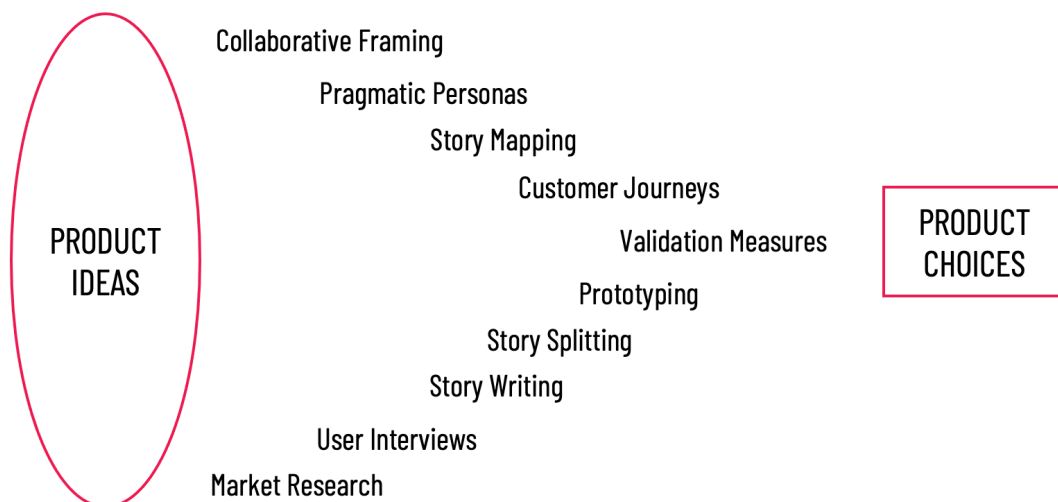 Collaborative Framing
Pragmatic Personas
Story Mapping
Customer Journeys
PRODUCT
IDEAS
Validation Measures
PRODUCT
CHOICES
Prototyping
Story Splitting
Story Writing
User Interviews
Market Research